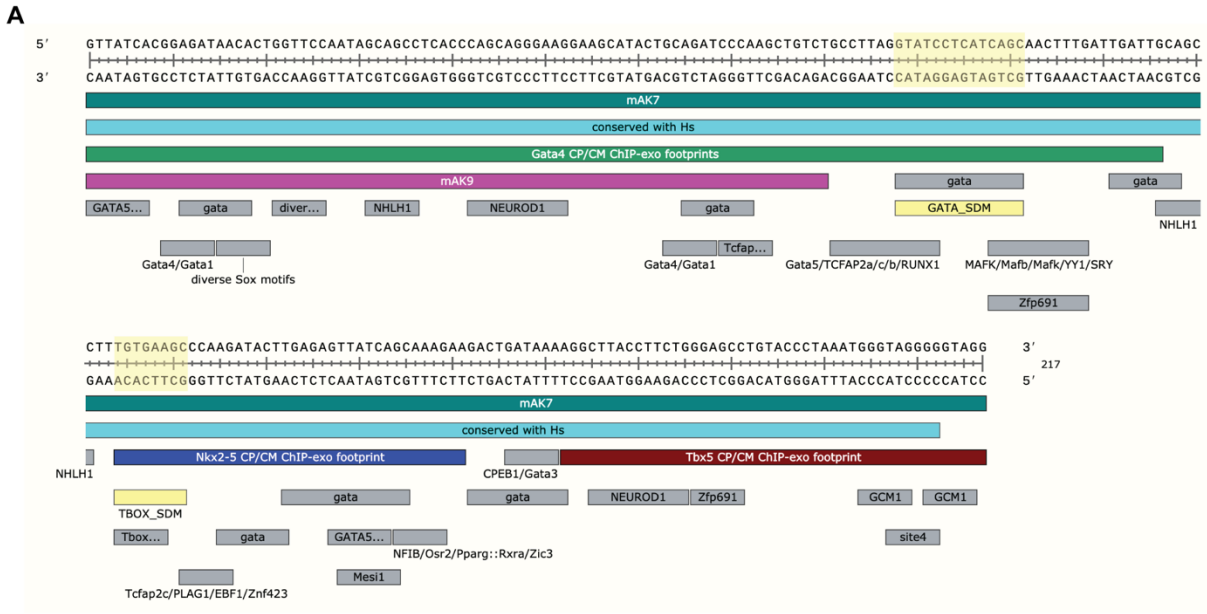 A
5′ GTTATCACGGAGATAACACTGGTTCCAATAGCAGCCTCACCCAGCAGGGAAGGAAGCATACTGCAGATCCCAAGCTGTCTGCCTTAGGTATCCTCATCAGCAACTTTGATTGATTGCAGC
3′ CAATAGTGCCTCTATTGTGACCAAGGTTATCGTCGGAGTGGGTCGTCCCTTCCTTCGTATGACGTCTAGGGTTCGACAGACGGAATCCATAGGAGTAGTCGTTGAAACTAACTAACGTCG
mAK7
conserved with Hs
Gata4 CP/CM ChIP-exo footprints
mAK9 gata gata
GATA5... gata diver... NHLH1 NEUROD1 gata GATA_SDM
NHLH1
Tcfap...
Gata4/Gata1 Gata4/Gata1 Gata5/TCFAP2a/c/b/RUNX1 MAFK/Mafb/Mafk/YY1/SRY
diverse Sox motifs
Zfp691
CTTTGTGAAGCCCAAGATACTTGAGAGTTATCAGCAAAGAAGACTGATAAAAGGCTTACCTTCTGGGAGCCTGTACCCTAAATGGGTAGGGGGTAGG 3′
217
GAAACACTTCGGGTTCTATGAACTCTCAATAGTCGTTTCTTCTGACTATTTTCCGAATGGAAGACCCTCGGACATGGGATTTACCCATCCCCCATCC 5′
mAK7
conserved with Hs
Nkx2-5 CP/CM ChIP-exo footprint Tbx5 CP/CM ChIP-exo footprint
NHLH1 CPEB1/Gata3
gata gata NEUROD1 Zfp691 GCM1 GCM1
TBOX_SDM
Tbox... gata GATA5... site4
NFIB/Osr2/Pparg::Rxra/Zic3
Mesi1
Tcfap2c/PLAG1/EBF1/Znf423